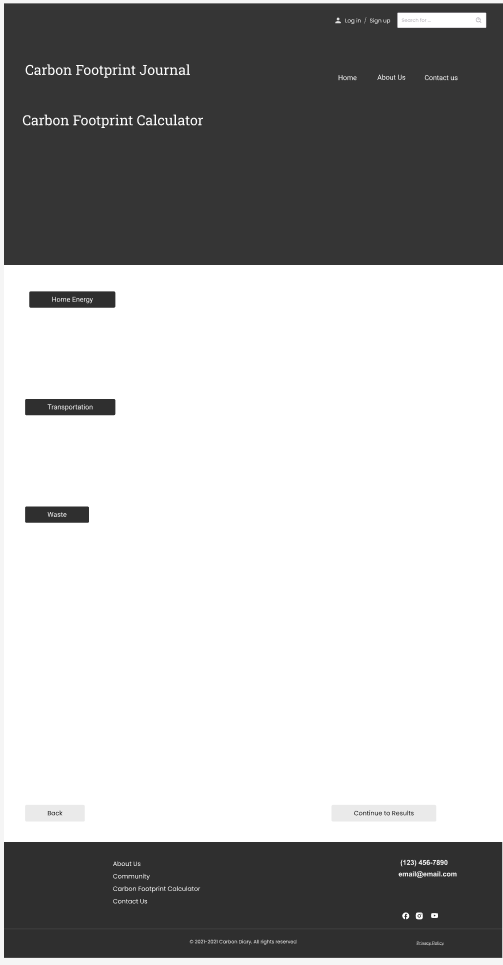 Log in / Sign up
Search for ...
Carbon Footprint Journal
Home About Us Contact us
Carbon Footprint Calculator
Home Energy
Transportation
Waste
Back
Continue to Results
About Us
Community
Carbon Footprint Calculator
Contact Us
(123) 456-7890
email@email.com
© 2021-2021 Carbon Diary. All rights reserved
Privacy Policy